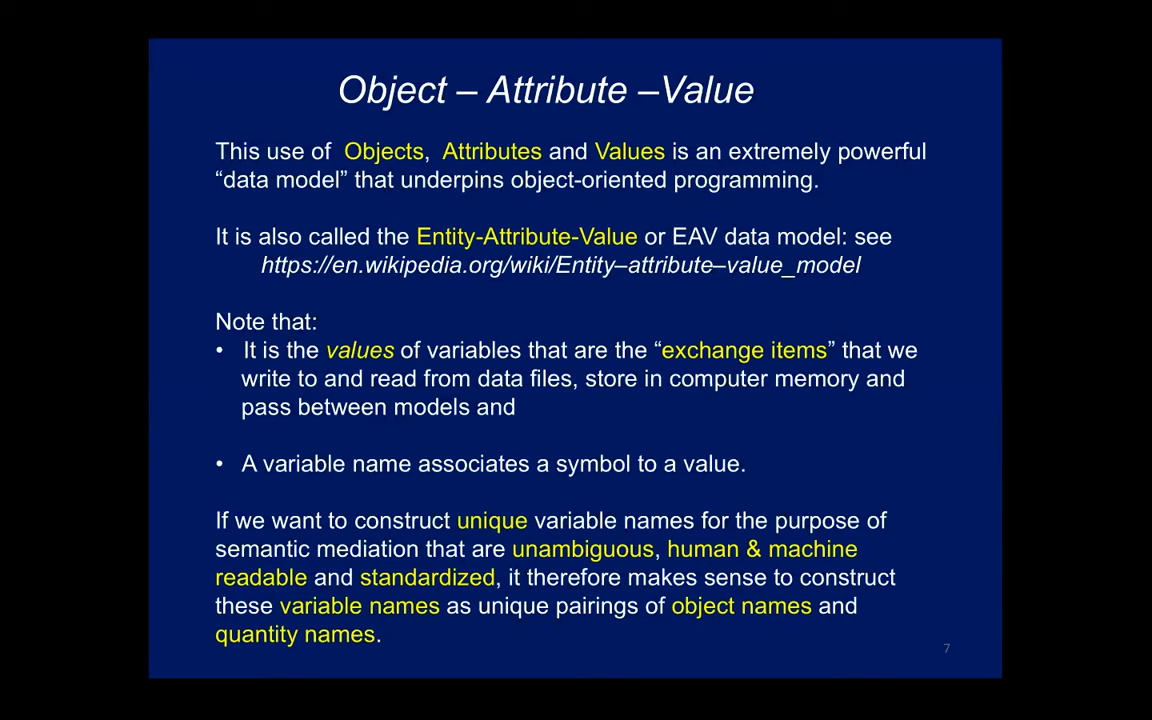 Object – Attribute –Value
This use of Objects, Attributes and Values is an extremely powerful
“data model” that underpins object-oriented programming.
It is also called the Entity-Attribute-Value or EAV data model: see
https://en.wikipedia.org/wiki/Entity–attribute–value_model
Note that:
• It is the values of variables that are the “exchange items” that we
write to and read from data files, store in computer memory and
pass between models and
• A variable name associates a symbol to a value.
If we want to construct unique variable names for the purpose of
semantic mediation that are unambiguous, human & machine
readable and standardized, it therefore makes sense to construct
these variable names as unique pairings of object names and
quantity names.
7